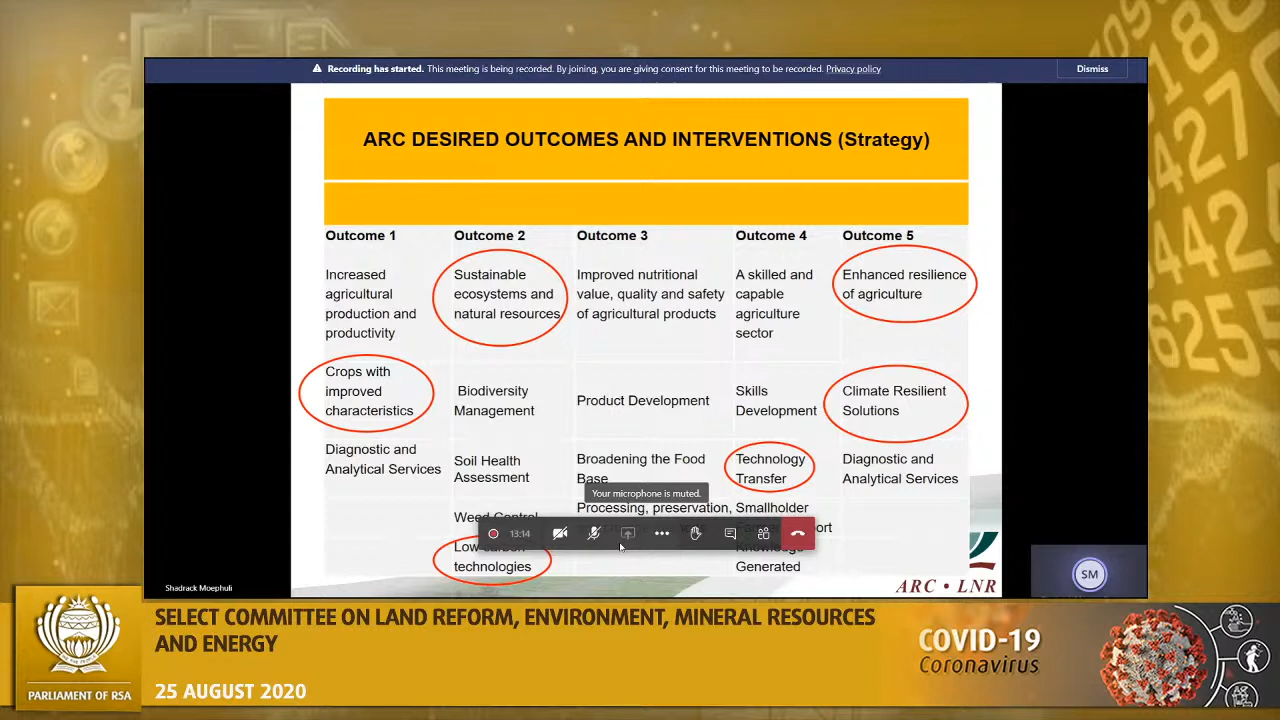 Recording has started. This meeting is being recorded. By joining, you are giving consent for this meeting to be recorded. Privacy policy
Dismiss
ARC DESIRED OUTCOMES AND INTERVENTIONS (Strategy)
Outcome 1
Outcome 2
Outcome 3
Outcome 4
Outcome 5
Increased
agricultural
production and
productivity
Sustainable
ecosystems and
natural resources
Improved nutritional
value, quality and safety
of agricultural products
A skilled and
capable
agriculture
sector
Enhanced resilience
of agriculture
Crops with
improved
characteristics
Biodiversity
Management
Product Development
Skills
Development
Climate Resilient
Solutions
Diagnostic and
Analytical Services
Soil Health
Assessment
Broadening the Food
Base
Technology
Transfer
Diagnostic and
Analytical Services
Your microphone is muted.
Weed Control
Processing, preservation,
Smallholder
13:14
Low carbon
technologies
Knowledge
Generated
ARC • LNR
SM
Shadrack Moephuli
SELECT COMMITTEE ON LAND REFORM, ENVIRONMENT, MINERAL RESOURCES
AND ENERGY
25 AUGUST 2020
PARLIAMENT OF RSA
COVID-19
Coronavirus